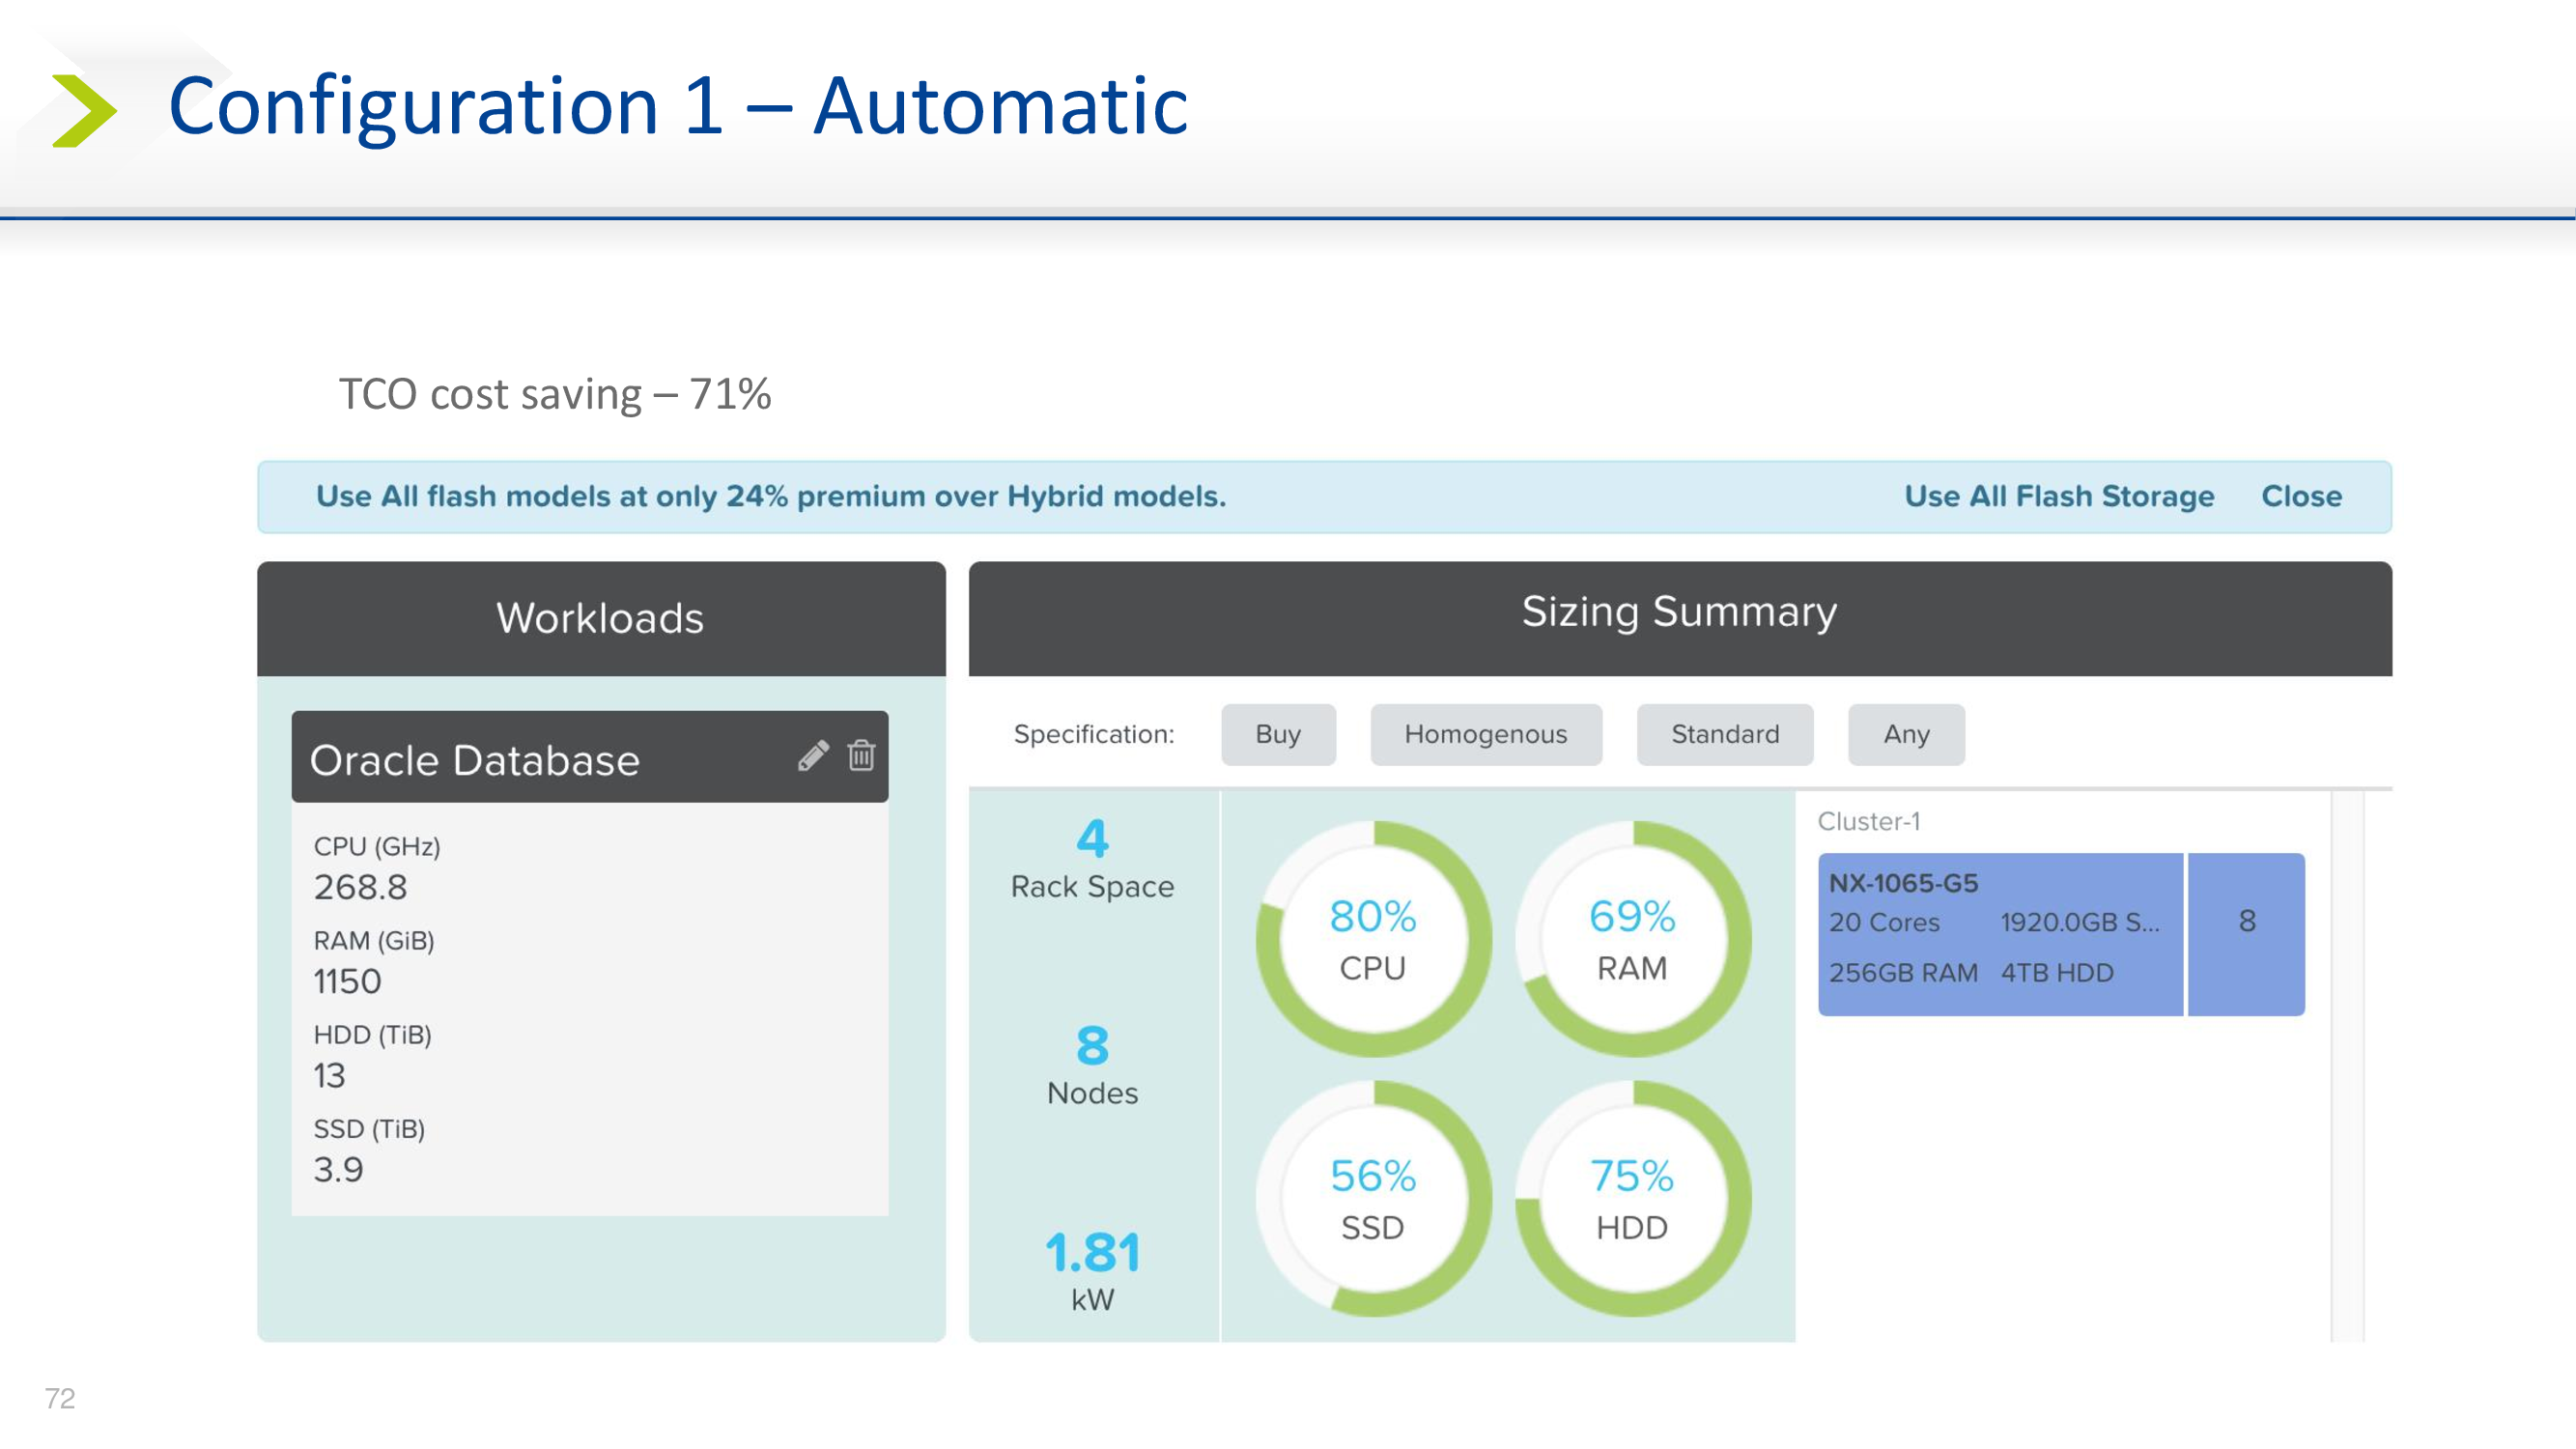 Configuration 1 – Automatic
TCO cost saving – 71%
Use All flash models at only 24% premium over Hybrid models. Use All Flash Storage Close
Workloads
Oracle Database
CPU (GHz)
268.8
RAM (GiB)
1150
HDD (TiB)
13
SSD (TiB)
3.9
Sizing Summary
Specification: Buy Homogenous Standard Any
4
Rack Space
8
Nodes
1.81
kW
80%
CPU
69%
RAM
56%
SSD
75%
HDD
Cluster-1
NX-1065-G5
20 Cores 1920.0GB S...
256GB RAM 4TB HDD
8
72